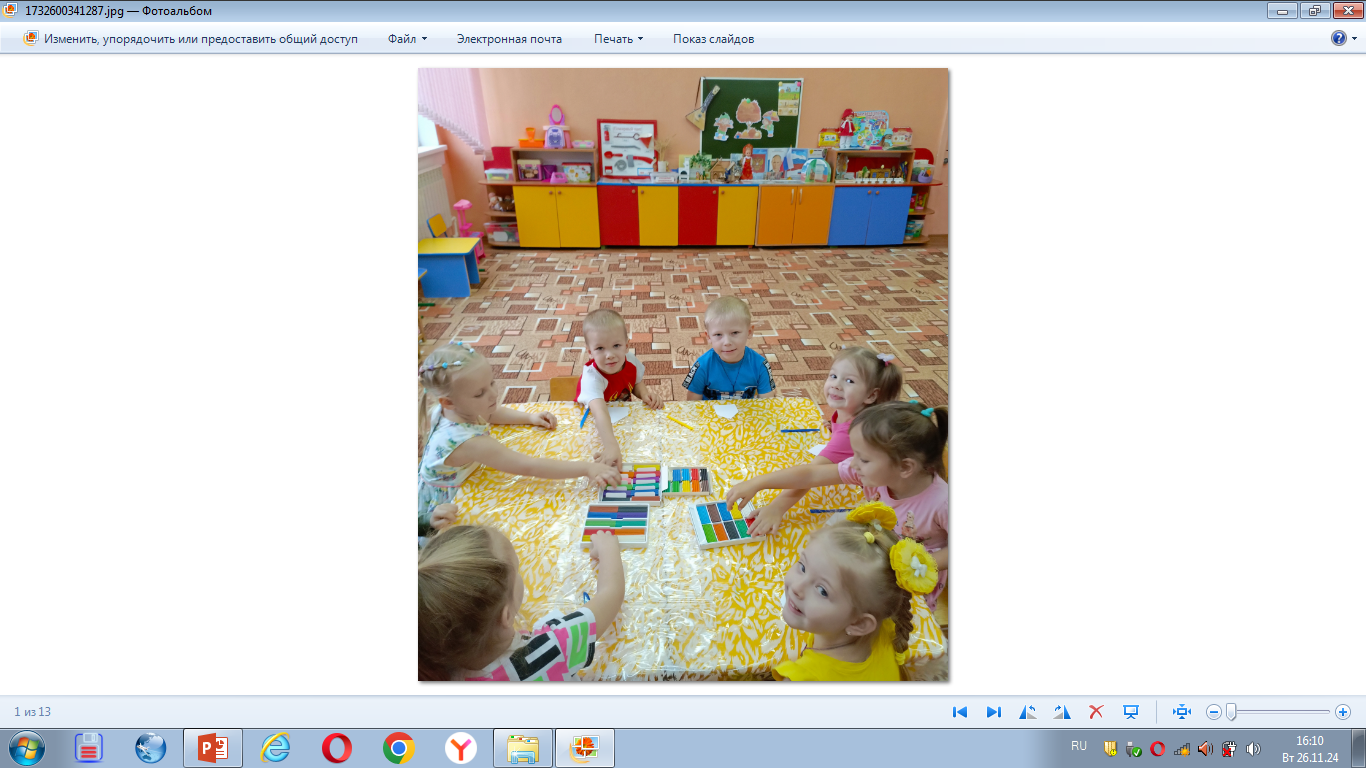 1732600341287.jpg — Фотоальбом
Изменить, упорядочить или предоставить общий доступ Файл Электронная почта Печать Показ слайдов
1 из 13
RU
16:10
Вт 26.11.24